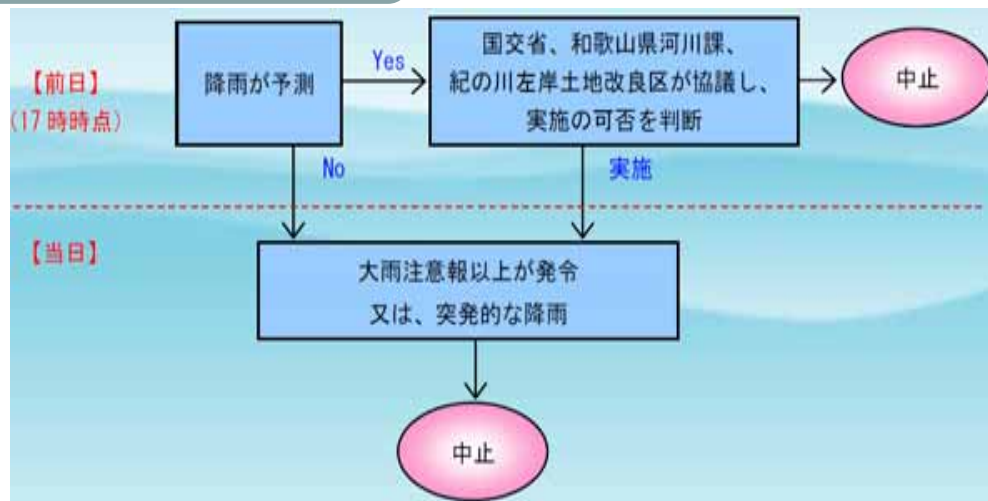 【前日】
(17時時点)
降雨が予測
Yes
国交省、和歌山県河川課、
紀の川左岸土地改良区が協議し、
実施の可否を判断
中止
No
実施
【当日】
大雨注意報以上が発令
又は、突発的な降雨
中止